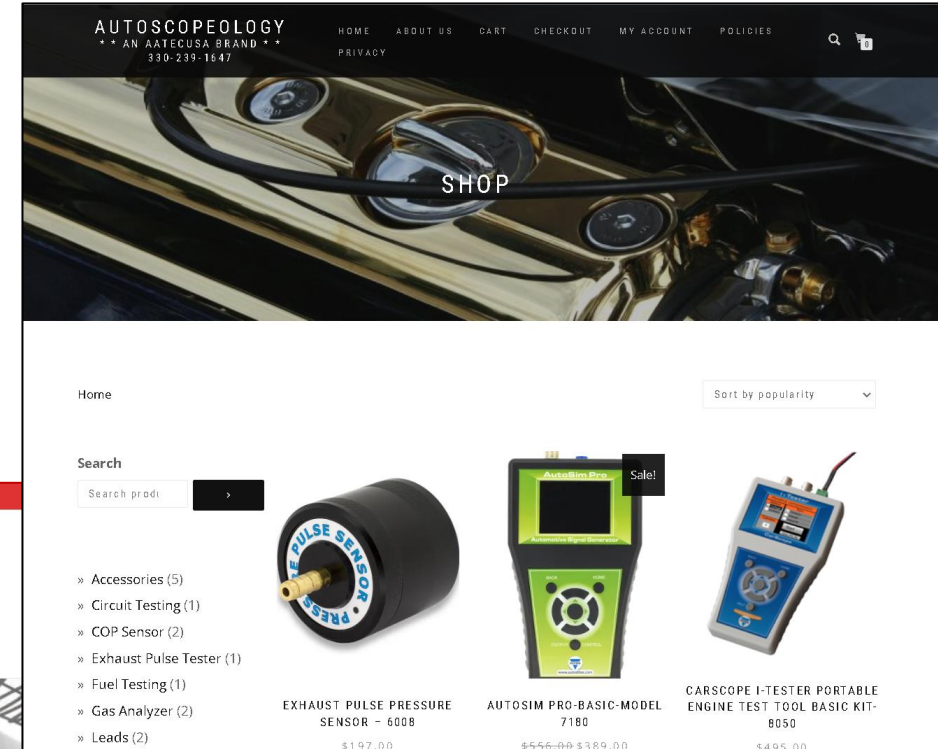 AUTOSCOPEOLOGY
* * AN AATECUSA BRAND * *
330-239-1647
HOME ABOUT US CART CHECKOUT MY ACCOUNT POLICIES
PRIVACY
0
SHOP
Home
Sort by popularity
Search
Search produ
›
Sale!
AutoSim Pro
Automotive Signal Generator
BACK
HOME
PULSE SENSOR • PRESS
i-Tester
» Accessories (5)
» Circuit Testing (1)
» COP Sensor (2)
» Exhaust Pulse Tester (1)
» Fuel Testing (1)
» Gas Analyzer (2)
» Leads (2)
EXHAUST PULSE PRESSURE
SENSOR – 6008
$197.00
AUTOSIM PRO-BASIC-MODEL
7180
$556.00 $389.00
CARSCOPE I-TESTER PORTABLE
ENGINE TEST TOOL BASIC KIT-
8050
$495.00